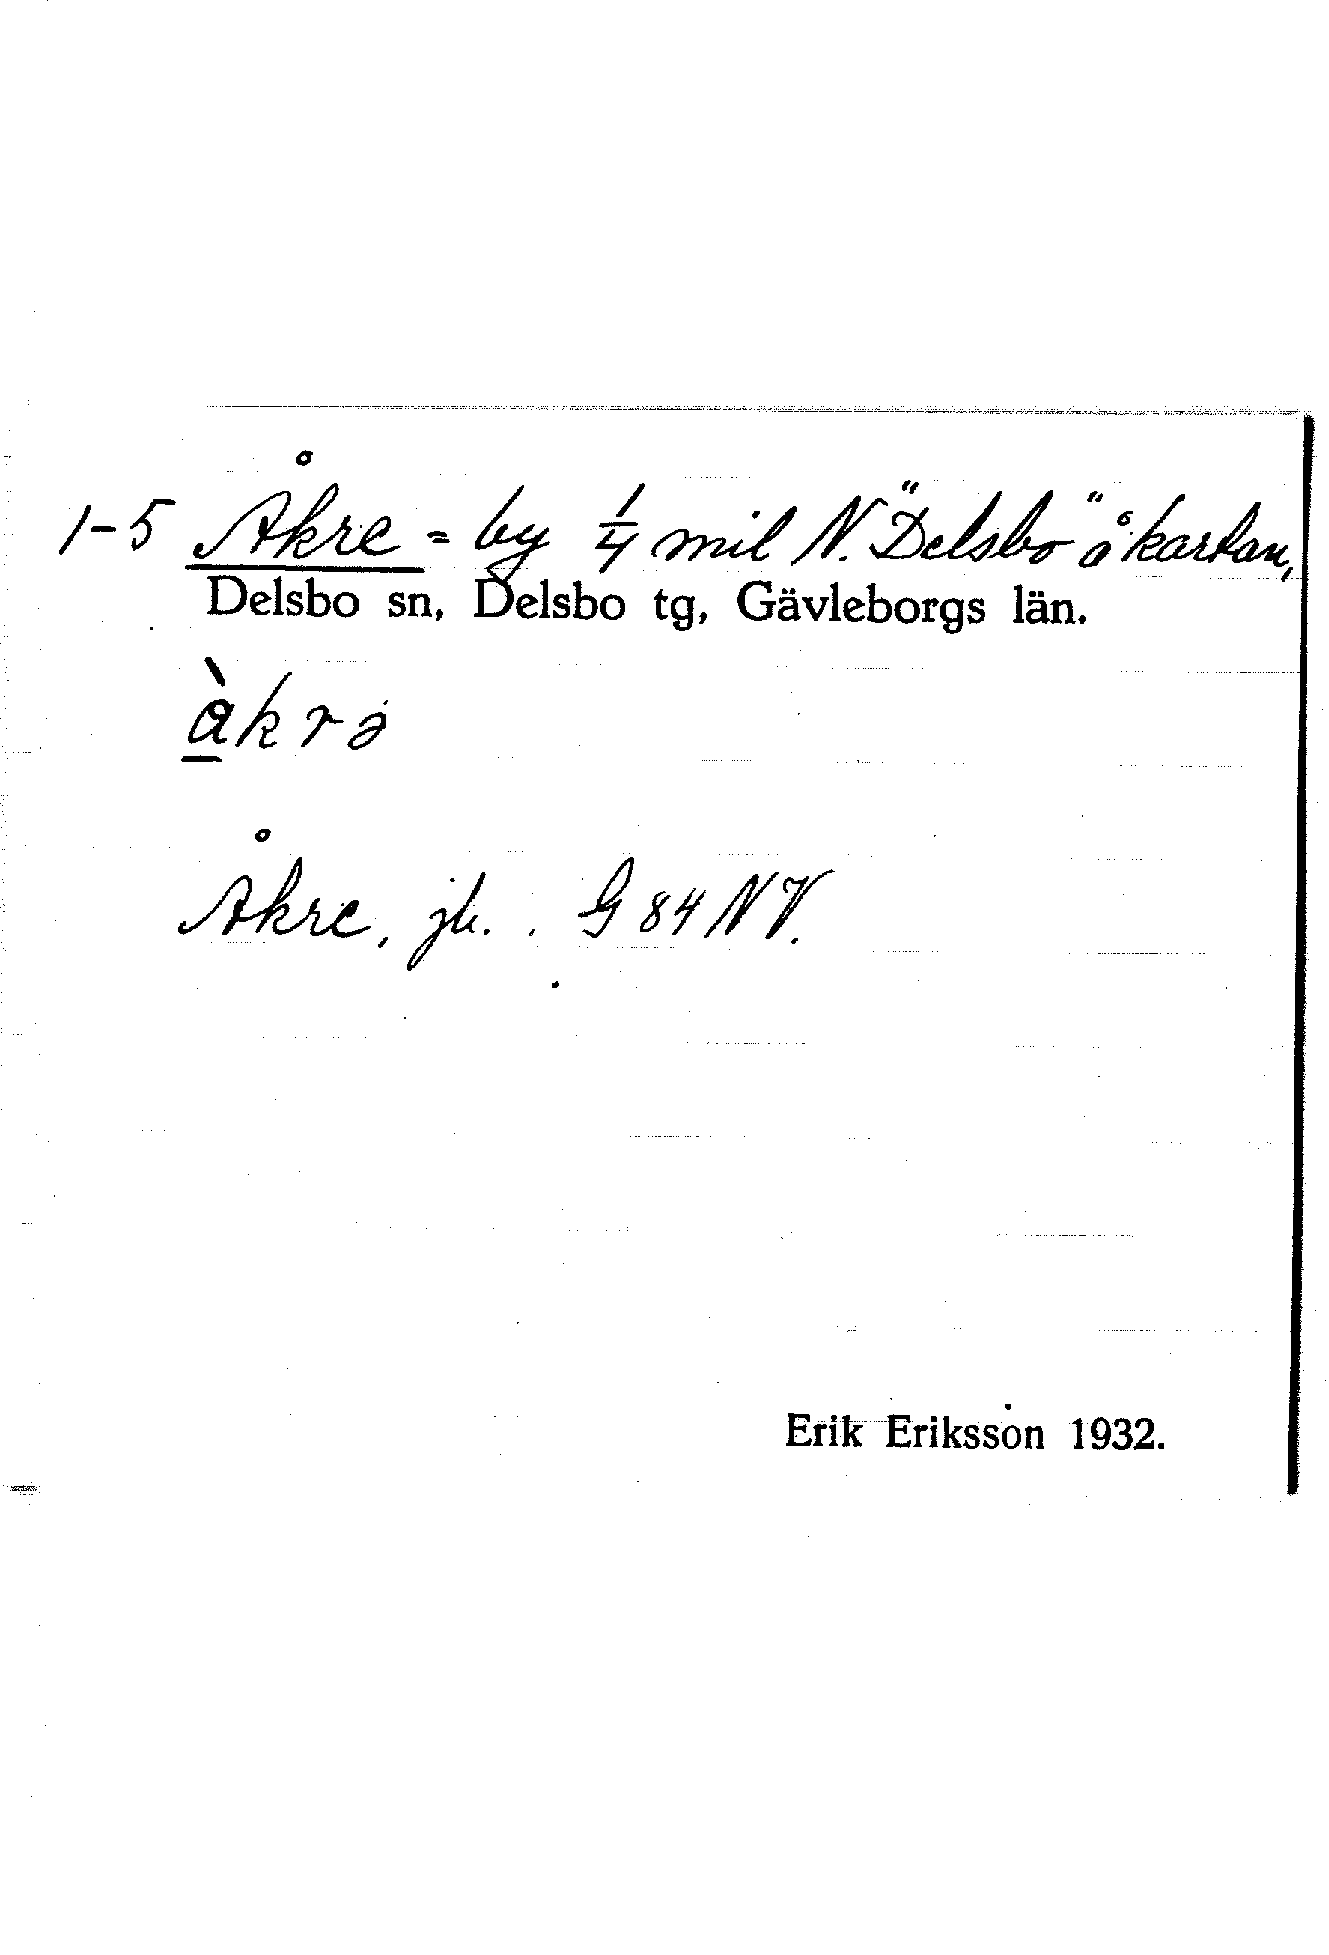 1-5 Åkre = by 1/4 mil N. "Delsbo" å kartan,
Delsbo sn, Delsbo tg, Gävleborgs län.
àkrə
Åkre, jb. G 84 NV.
Erik Eriksson 1932.